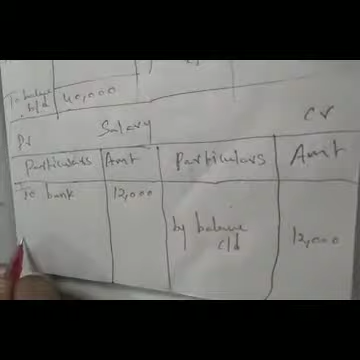 To balance 40,000
b/d
Dr Salary Cr
Particulars Amt Particulars Amt
To bank 12,000
by balance
c/d 12,000